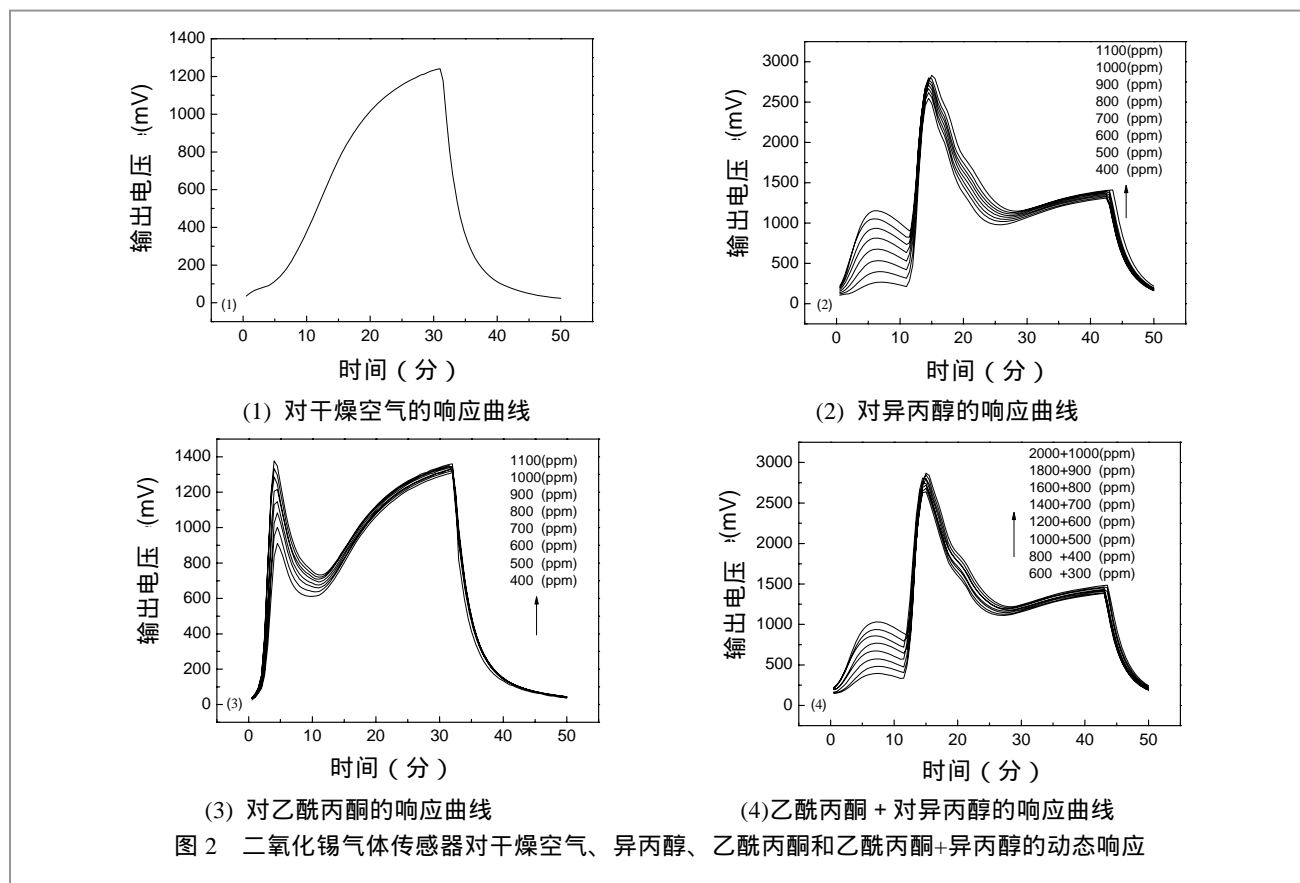 1400
1200
1000
800
600
400
200
0
输出电压 (mV)
(1)
0 10 20 30 40 50
时间（分）
(1) 对干燥空气的响应曲线
3000
2500
2000
1500
1000
500
0
输出电压 (mV)
1100(ppm)
1000(ppm)
900 (ppm)
800 (ppm)
700 (ppm)
600 (ppm)
500 (ppm)
400 (ppm)
(2)
0 10 20 30 40 50
时间（分）
(2) 对异丙醇的响应曲线
1400
1200
1000
800
600
400
200
0
输出电压 (mV)
1100(ppm)
1000(ppm)
900 (ppm)
800 (ppm)
700 (ppm)
600 (ppm)
500 (ppm)
400 (ppm)
(3)
0 10 20 30 40 50
时间（分）
(3) 对乙酰丙酮的响应曲线
3000
2500
2000
1500
1000
500
0
输出电压 (mV)
2000+1000(ppm)
1800+900 (ppm)
1600+800 (ppm)
1400+700 (ppm)
1200+600 (ppm)
1000+500 (ppm)
800 +400 (ppm)
600 +300 (ppm)
(4)
0 10 20 30 40 50
时间（分）
(4)乙酰丙酮 + 对异丙醇的响应曲线
图 2 二氧化锡气体传感器对干燥空气、异丙醇、乙酰丙酮和乙酰丙酮+异丙醇的动态响应